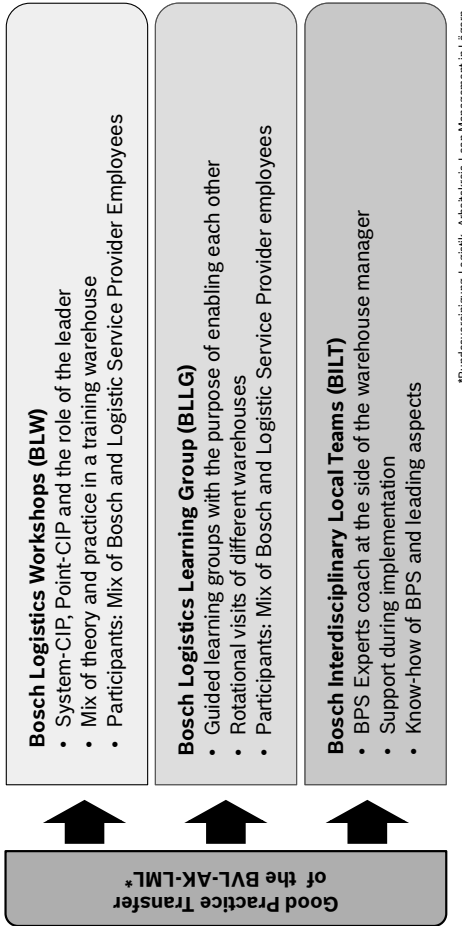 Good Practice Transfer
of the BVL-AK-LML*
Bosch Logistics Workshops (BLW)
• System-CIP, Point-CIP and the role of the leader
• Mix of theory and practice in a training warehouse
• Participants: Mix of Bosch and Logistic Service Provider Employees
Bosch Logistics Learning Group (BLLG)
• Guided learning groups with the purpose of enabling each other
• Rotational visits of different warehouses
• Participants: Mix of Bosch and Logistic Service Provider employees
Bosch Interdisciplinary Local Teams (BILT)
• BPS Experts coach at the side of the warehouse manager
• Support during implementation
• Know-how of BPS and leading aspects
*Bundesvereinigung Logistik, Arbeitskreis Lean Management in